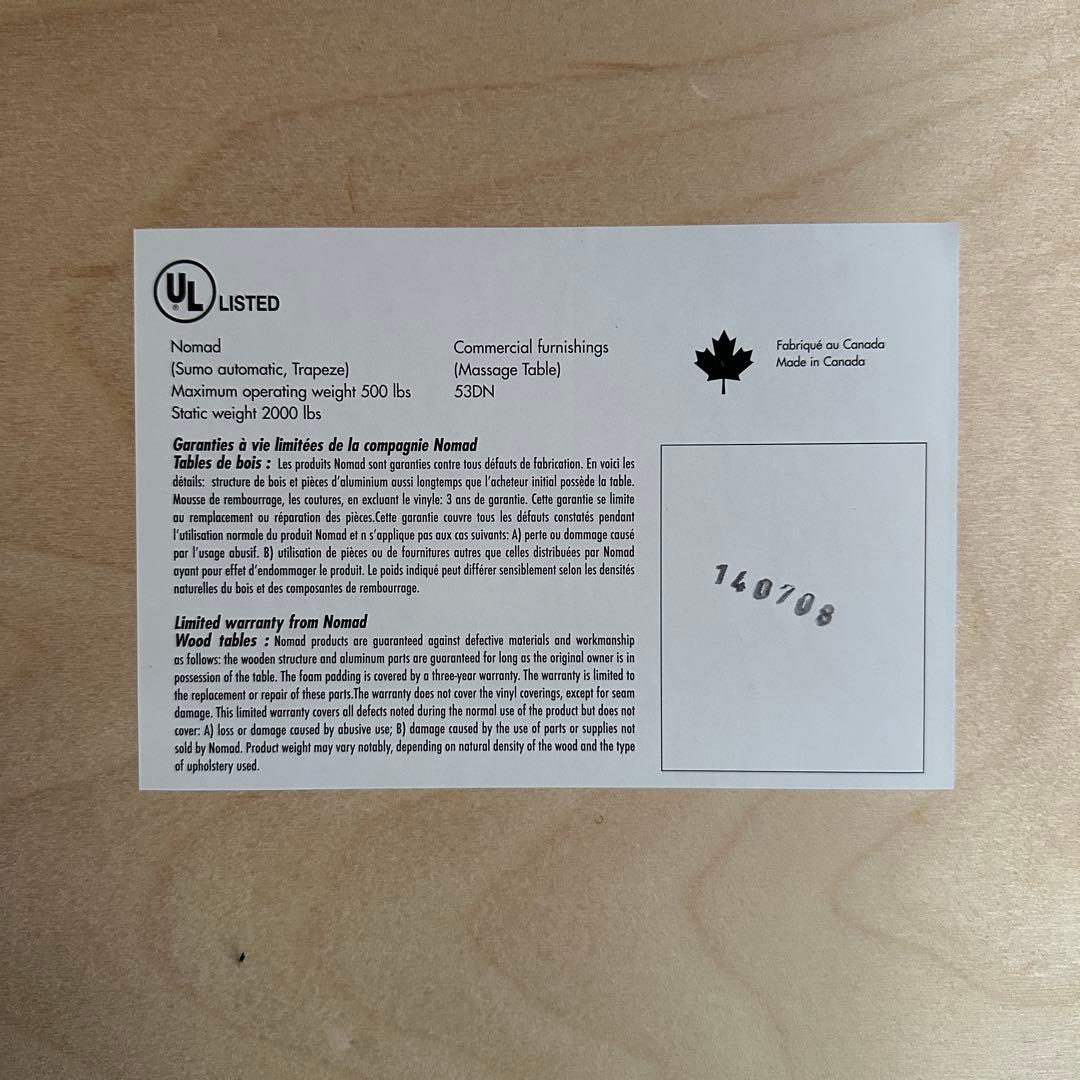 UL LISTED
®
Nomad
(Sumo automatic, Trapeze)
Maximum operating weight 500 lbs
Static weight 2000 lbs
Commercial furnishings
(Massage Table)
53DN
Fabriqué au Canada
Made in Canada
Garanties à vie limitées de la compagnie Nomad
Tables de bois : Les produits Nomad sont garanties contre tous défauts de fabrication. En voici les
détails: structure de bois et pièces d'aluminium aussi longtemps que l'acheteur initial possède la table.
Mousse de rembourrage, les coutures, en excluant le vinyle: 3 ans de garantie. Cette garantie se limite
au remplacement ou réparation des pièces.Cette garantie couvre tous les défauts constatés pendant
l'utilisation normale du produit Nomad et n s'applique pas aux cas suivants: A) perte ou dommage causé
par l'usage abusif. B) utilisation de pièces ou de fournitures autres que celles distribuées par Nomad
ayant pour effet d'endommager le produit. Le poids indiqué peut différer sensiblement selon les densités
naturelles du bois et des composantes de rembourrage.
Limited warranty from Nomad
Wood tables : Nomad products are guaranteed against defective materials and workmanship
as follows: the wooden structure and aluminum parts are guaranteed for long as the original owner is in
possession of the table. The foam padding is covered by a three-year warranty. The warranty is limited to
the replacement or repair of these parts.The warranty does not cover the vinyl coverings, except for seam
damage. This limited warranty covers all defects noted during the normal use of the product but does not
cover: A) loss or damage caused by abusive use; B) damage caused by the use of parts or supplies not
sold by Nomad. Product weight may vary notably, depending on natural density of the wood and the type
of upholstery used.
140708